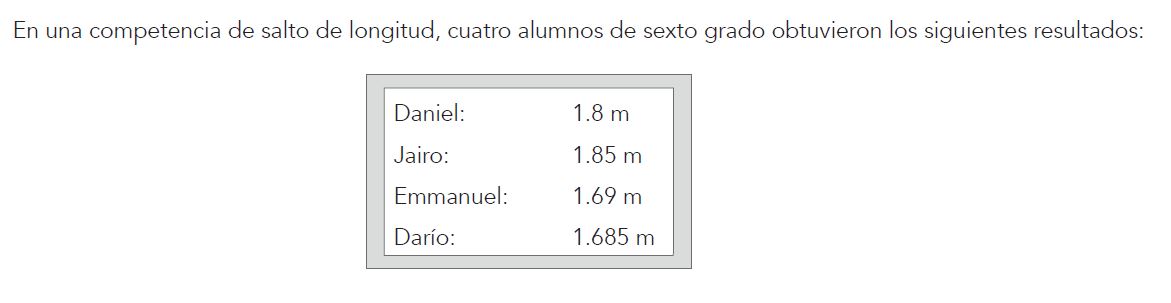 En una competencia de salto de longitud, cuatro alumnos de sexto grado obtuvieron los siguientes resultados:
Daniel: 1.8 m
Jairo: 1.85 m
Emmanuel: 1.69 m
Darío: 1.685 m